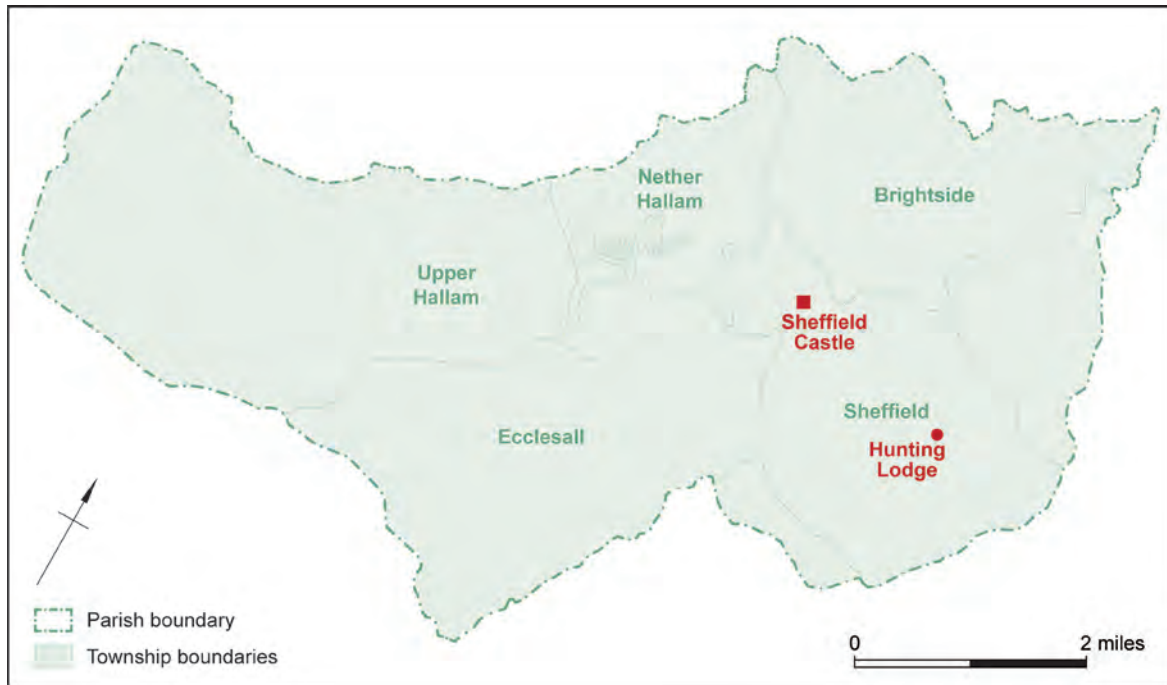 Nether
Hallam
Brightside
Upper
Hallam
Sheffield
Castle
Sheffield
Ecclesall
Hunting
Lodge
Parish boundary
Township boundaries
0
2 miles